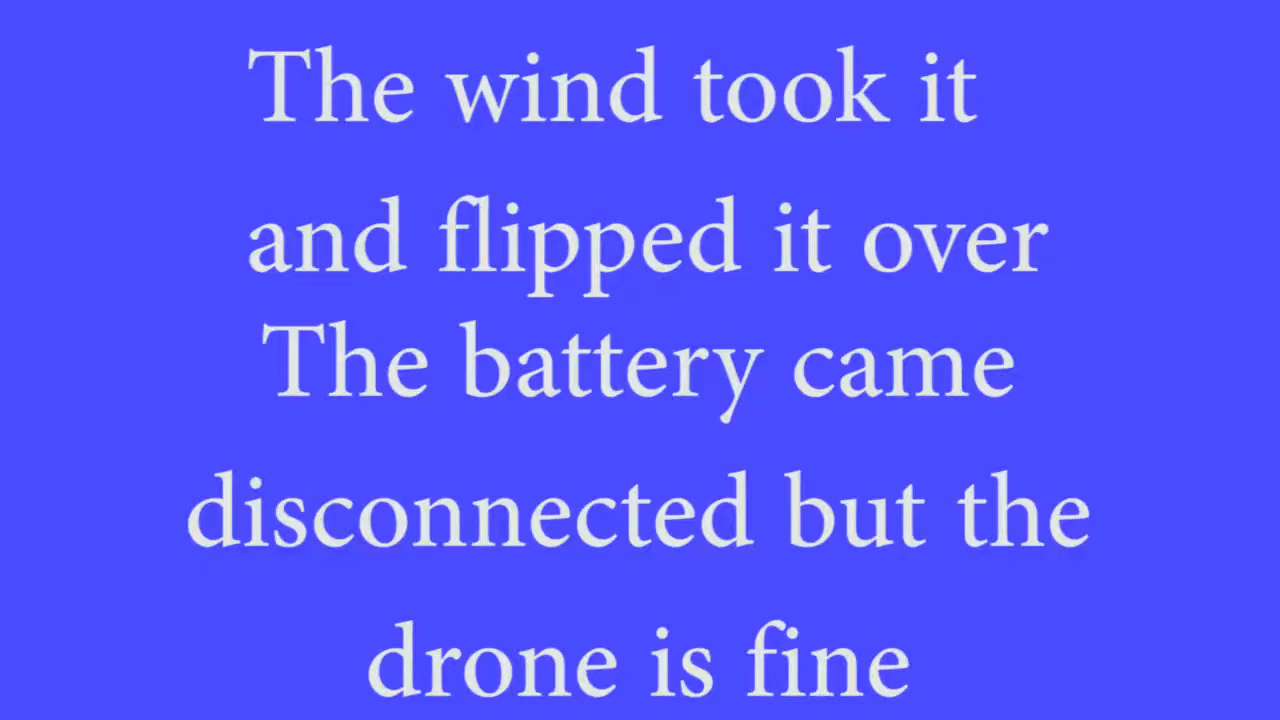 The wind took it
and flipped it over
The battery came
disconnected but the
drone is fine